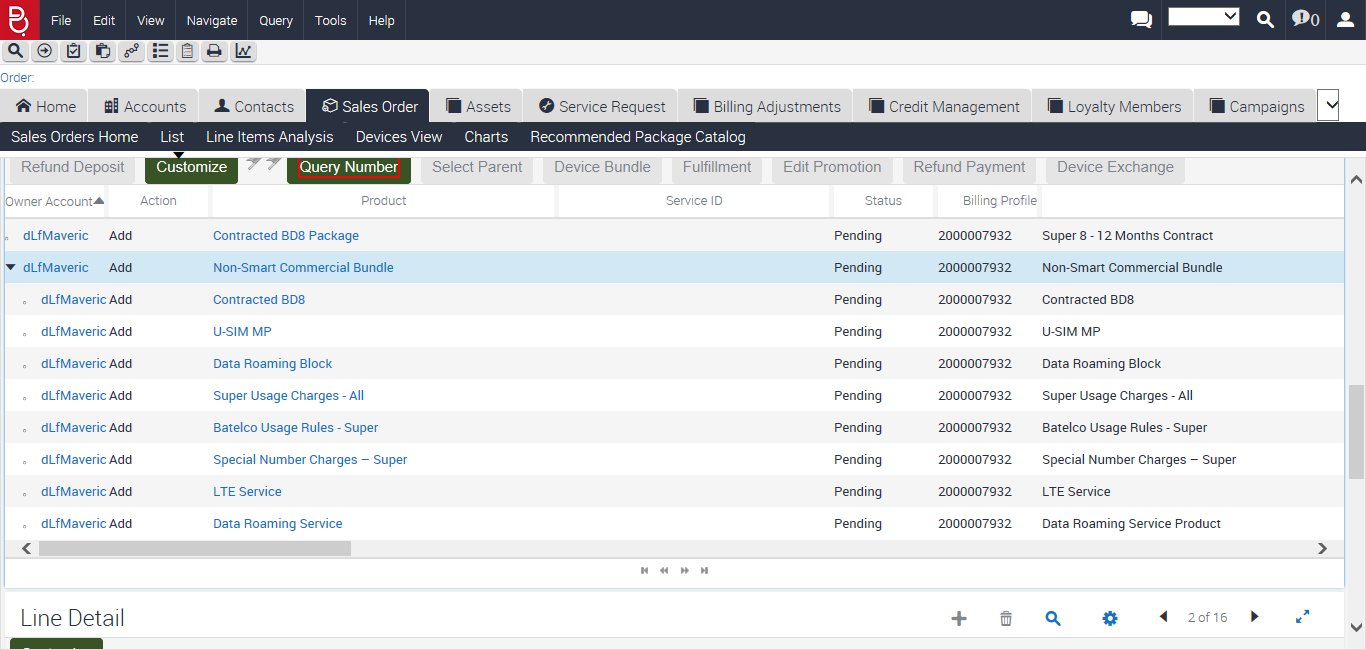 File Edit View Navigate Query Tools Help 0
Order:
Home Accounts Contacts Sales Order Assets Service Request Billing Adjustments Credit Management Loyalty Members Campaigns
Sales Orders Home List Line Items Analysis Devices View Charts Recommended Package Catalog
Refund Deposit Customize Query Number Select Parent Device Bundle Fulfillment Edit Promotion Refund Payment Device Exchange
Owner Account Action Product Service ID Status Billing Profile
dLfMaveric Add Contracted BD8 Package Pending 2000007932 Super 8 - 12 Months Contract
dLfMaveric Add Non-Smart Commercial Bundle Pending 2000007932 Non-Smart Commercial Bundle
dLfMaveric Add Contracted BD8 Pending 2000007932 Contracted BD8
dLfMaveric Add U-SIM MP Pending 2000007932 U-SIM MP
dLfMaveric Add Data Roaming Block Pending 2000007932 Data Roaming Block
dLfMaveric Add Super Usage Charges - All Pending 2000007932 Super Usage Charges - All
dLfMaveric Add Batelco Usage Rules - Super Pending 2000007932 Batelco Usage Rules - Super
dLfMaveric Add Special Number Charges – Super Pending 2000007932 Special Number Charges – Super
dLfMaveric Add LTE Service Pending 2000007932 LTE Service
dLfMaveric Add Data Roaming Service Pending 2000007932 Data Roaming Service Product
Line Detail 2 of 16